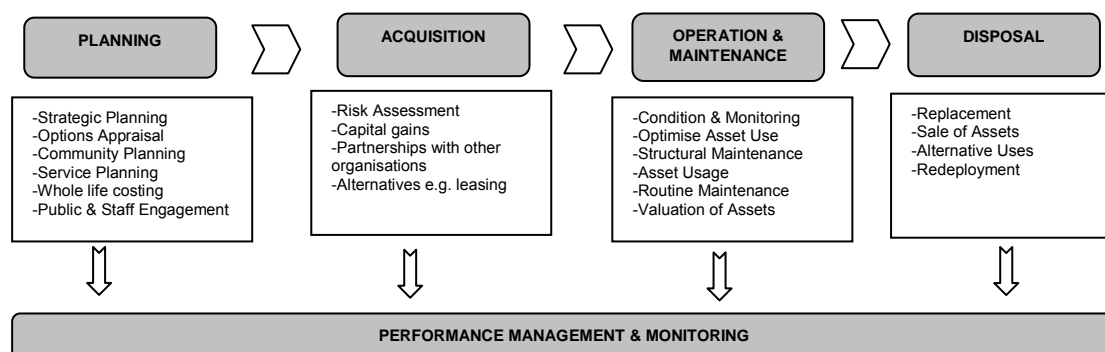 PLANNING
ACQUISITION
OPERATION &
MAINTENANCE
DISPOSAL
-Strategic Planning
-Options Appraisal
-Community Planning
-Service Planning
-Whole life costing
-Public & Staff Engagement
-Risk Assessment
-Capital gains
-Partnerships with other
organisations
-Alternatives e.g. leasing
-Condition & Monitoring
-Optimise Asset Use
-Structural Maintenance
-Asset Usage
-Routine Maintenance
-Valuation of Assets
-Replacement
-Sale of Assets
-Alternative Uses
-Redeployment
PERFORMANCE MANAGEMENT & MONITORING